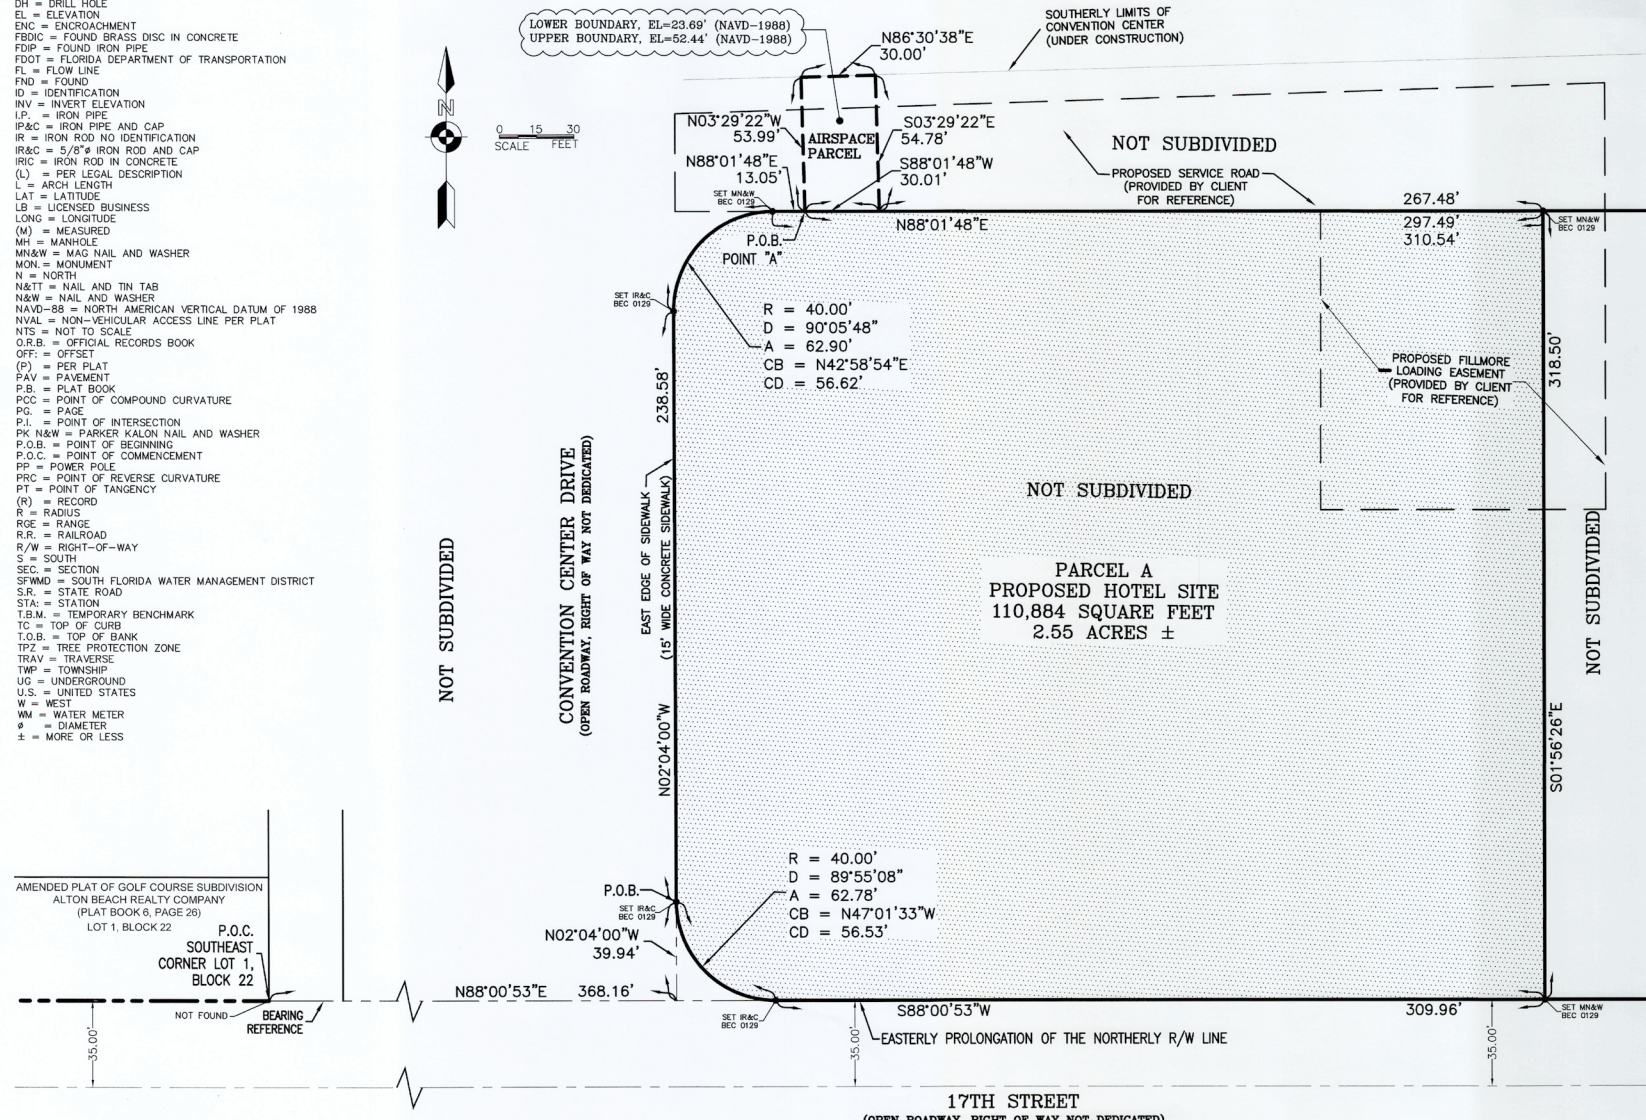 DH = DRILL HOLE
EL = ELEVATION
ENC = ENCROACHMENT
FBDIC = FOUND BRASS DISC IN CONCRETE
FDIP = FOUND IRON PIPE
FDOT = FLORIDA DEPARTMENT OF TRANSPORTATION
FL = FLOW LINE
FND = FOUND
ID = IDENTIFICATION
INV = INVERT ELEVATION
I.P. = IRON PIPE
IP&C = IRON PIPE AND CAP
IR = IRON ROD NO IDENTIFICATION
IR&C = 5/8"ø IRON ROD AND CAP
IRIC = IRON ROD IN CONCRETE
(L) = PER LEGAL DESCRIPTION
L = ARCH LENGTH
LAT = LATITUDE
LB = LICENSED BUSINESS
LONG = LONGITUDE
(M) = MEASURED
MH = MANHOLE
MN&W = MAG NAIL AND WASHER
MON. = MONUMENT
N = NORTH
N&TT = NAIL AND TIN TAB
N&W = NAIL AND WASHER
NAVD-88 = NORTH AMERICAN VERTICAL DATUM OF 1988
NVAL = NON-VEHICULAR ACCESS LINE PER PLAT
NTS = NOT TO SCALE
O.R.B. = OFFICIAL RECORDS BOOK
OFF: = OFFSET
(P) = PER PLAT
PAV = PAVEMENT
P.B. = PLAT BOOK
PCC = POINT OF COMPOUND CURVATURE
PG. = PAGE
P.I. = POINT OF INTERSECTION
PK N&W = PARKER KALON NAIL AND WASHER
P.O.B. = POINT OF BEGINNING
P.O.C. = POINT OF COMMENCEMENT
PP = POWER POLE
PRC = POINT OF REVERSE CURVATURE
PT = POINT OF TANGENCY
(R) = RECORD
R = RADIUS
RGE = RANGE
R.R. = RAILROAD
R/W = RIGHT-OF-WAY
S = SOUTH
SEC. = SECTION
SFWMD = SOUTH FLORIDA WATER MANAGEMENT DISTRICT
S.R. = STATE ROAD
STA: = STATION
T.B.M. = TEMPORARY BENCHMARK
TC = TOP OF CURB
T.O.B. = TOP OF BANK
TPZ = TREE PROTECTION ZONE
TRAV = TRAVERSE
TWP = TOWNSHIP
UG = UNDERGROUND
U.S. = UNITED STATES
W = WEST
WM = WATER METER
ø = DIAMETER
± = MORE OR LESS
N
0 15 30
SCALE FEET
LOWER BOUNDARY, EL=23.69' (NAVD-1988)
UPPER BOUNDARY, EL=52.44' (NAVD-1988)
N86°30'38"E
30.00'
SOUTHERLY LIMITS OF
CONVENTION CENTER
(UNDER CONSTRUCTION)
N03°29'22"W
53.99'
AIRSPACE
PARCEL
S03°29'22"E
54.78'
N88°01'48"E
13.05'
S88°01'48"W
30.01'
NOT SUBDIVIDED
PROPOSED SERVICE ROAD
(PROVIDED BY CLIENT
FOR REFERENCE)
SET MN&W
BEC 0129
P.O.B.
POINT "A"
N88°01'48"E
267.48'
297.49'
310.54'
SET MN&W
BEC 0129
SET IR&C
BEC 0129
R = 40.00'
D = 90°05'48"
A = 62.90'
CB = N42°58'54"E
CD = 56.62'
238.58'
318.50'
PROPOSED FILLMORE
LOADING EASEMENT
(PROVIDED BY CLIENT
FOR REFERENCE)
NOT SUBDIVIDED
CONVENTION CENTER DRIVE
(OPEN ROADWAY, RIGHT OF WAY NOT DEDICATED)
EAST EDGE OF SIDEWALK
(15' WIDE CONCRETE SIDEWALK)
NOT SUBDIVIDED
NOT SUBDIVIDED
PARCEL A
PROPOSED HOTEL SITE
110,884 SQUARE FEET
2.55 ACRES ±
N02°04'00"W
S01°56'26"E
R = 40.00'
D = 89°55'08"
A = 62.78'
CB = N47°01'33"W
CD = 56.53'
P.O.B.
SET IR&C
BEC 0129
N02°04'00"W
39.94'
AMENDED PLAT OF GOLF COURSE SUBDIVISION
ALTON BEACH REALTY COMPANY
(PLAT BOOK 6, PAGE 26)
LOT 1, BLOCK 22
P.O.C.
SOUTHEAST
CORNER LOT 1,
BLOCK 22
NOT FOUND
BEARING
REFERENCE
N88°00'53"E 368.16'
SET IR&C
BEC 0129
S88°00'53"W
309.96'
SET MN&W
BEC 0129
EASTERLY PROLONGATION OF THE NORTHERLY R/W LINE
35.00'
35.00'
35.00'
17TH STREET
(OPEN ROADWAY, RIGHT OF WAY NOT DEDICATED)